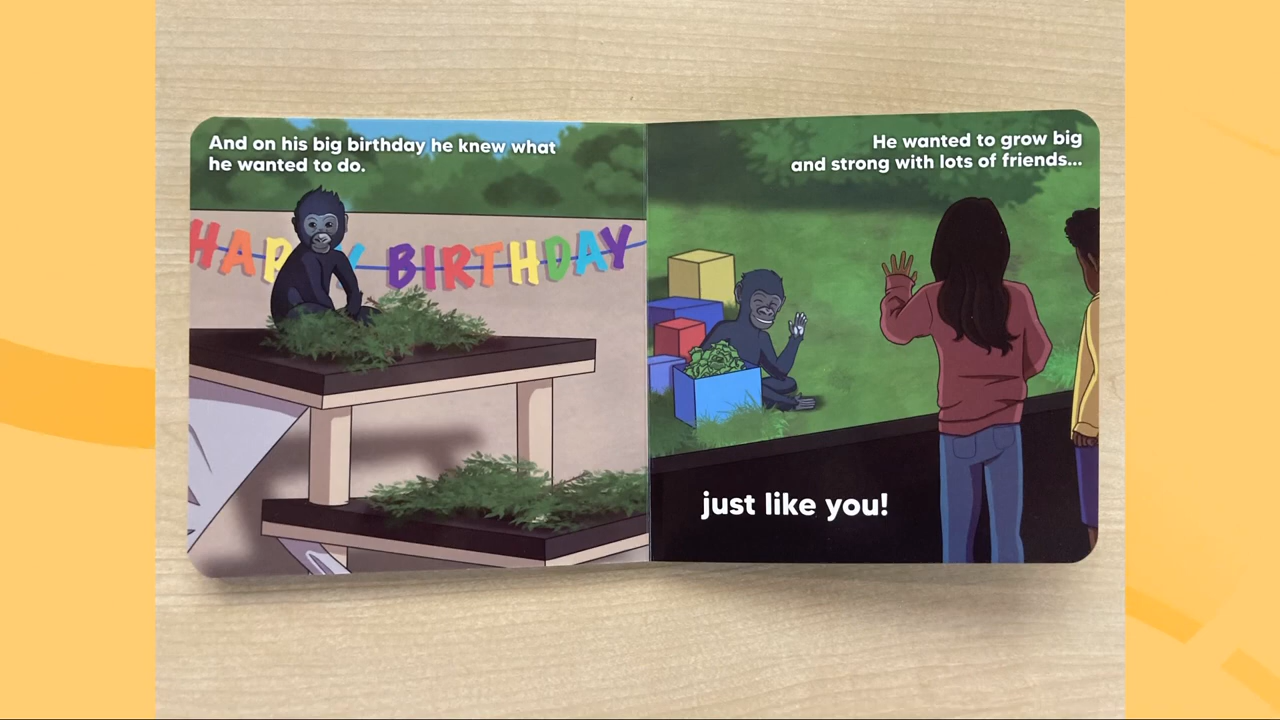 And on his big birthday he knew what
he wanted to do.
HAPPY BIRTHDAY
He wanted to grow big
and strong with lots of friends...
just like you!